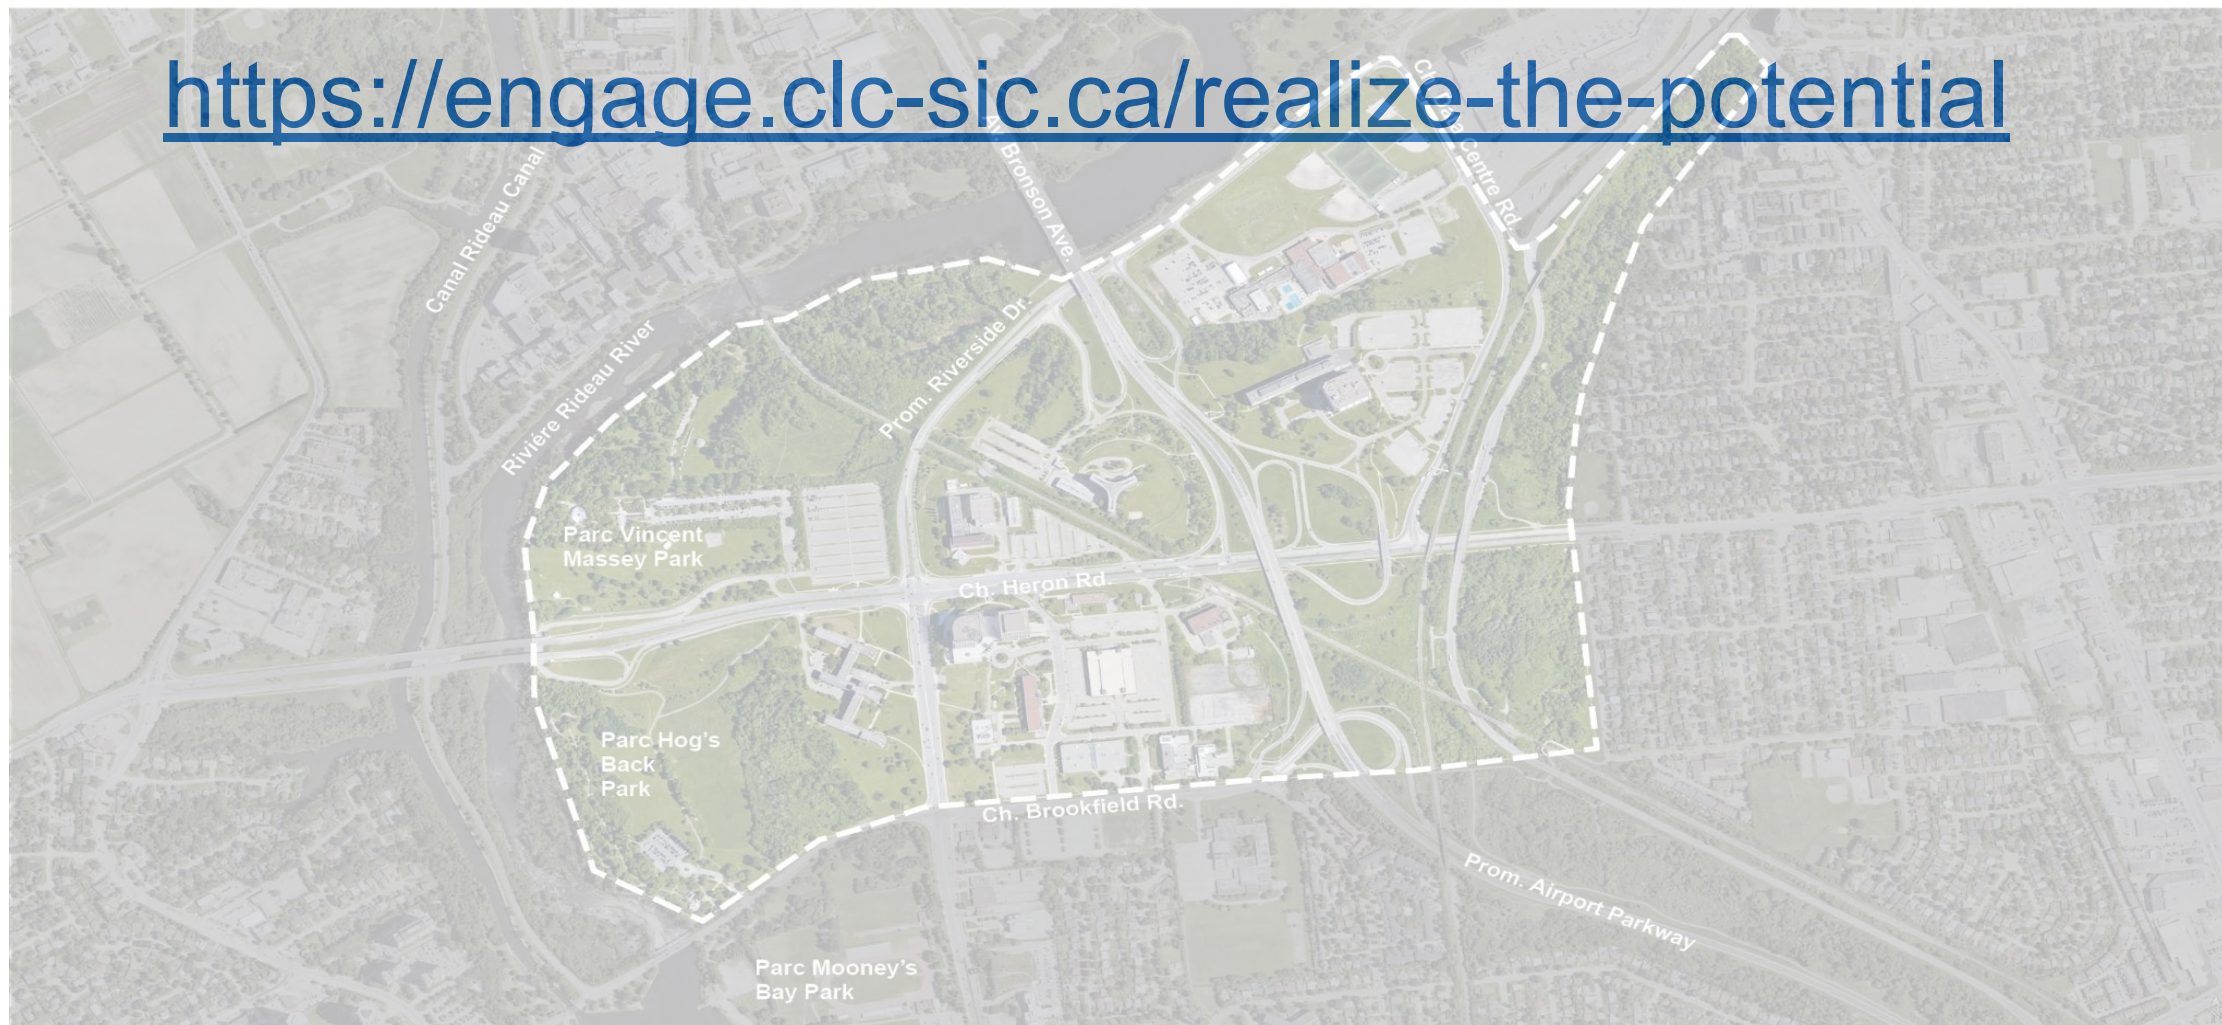 https://engage.clc-sic.ca/realize-the-potential
Canal Rideau Canal
Av. Bronson Ave.
Centre Rd.
Rivière Rideau River
Prom. Riverside Dr.
Parc Vincent
Massey Park
Ch. Heron Rd.
Parc Hog's
Back
Park
Ch. Brookfield Rd.
Prom. Airport Parkway
Parc Mooney's
Bay Park